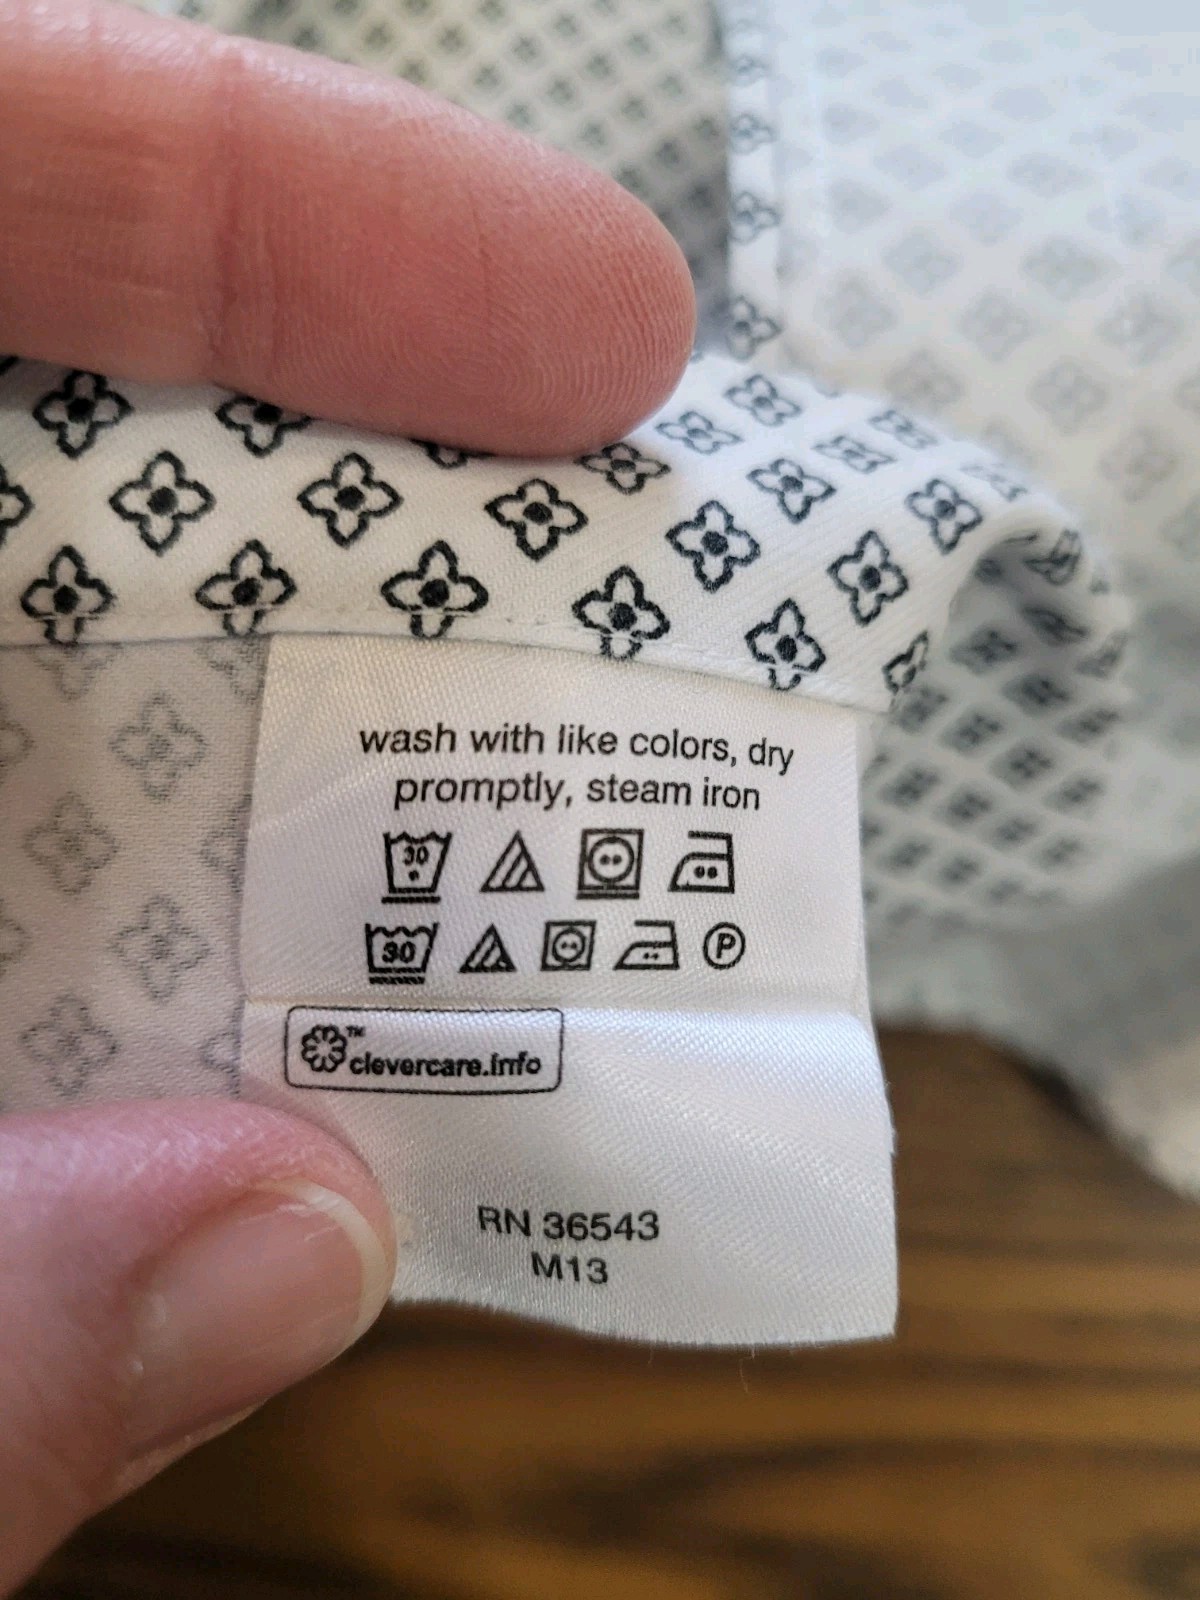 wash with like colors, dry
promptly, steam iron
30
30 P
™
clevercare.info
RN 36543
M13